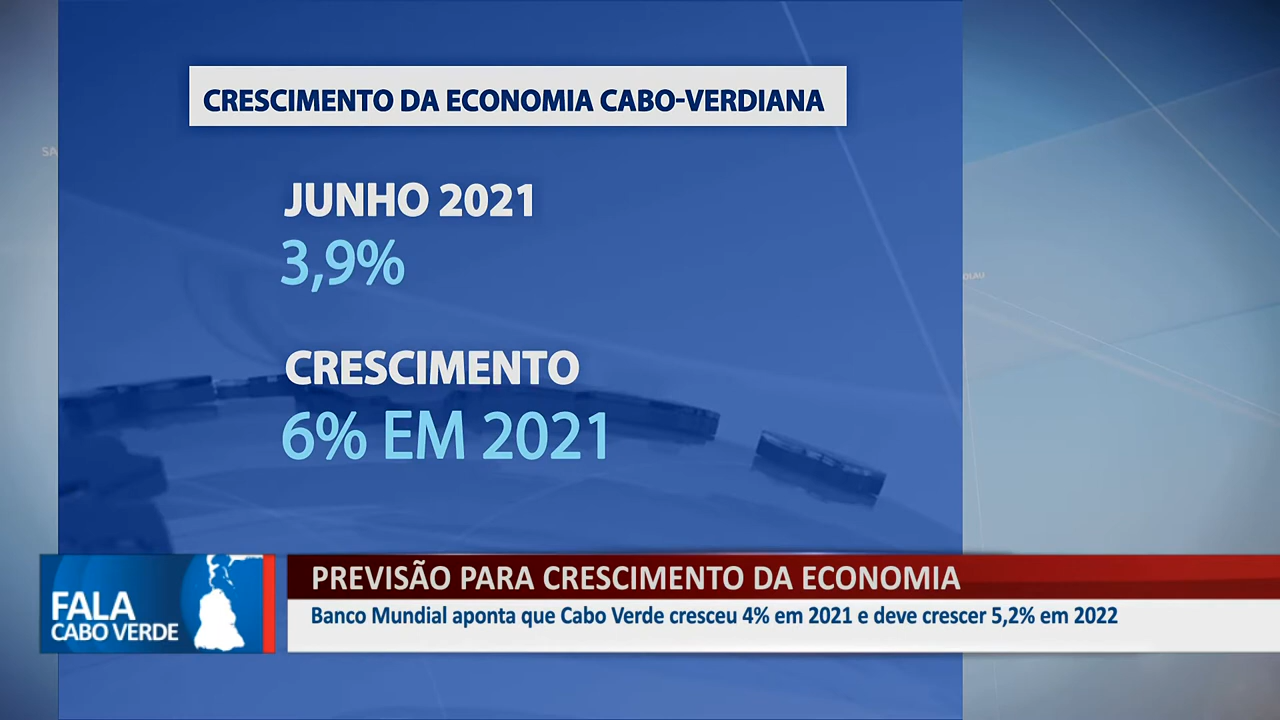 CRESCIMENTO DA ECONOMIA CABO-VERDIANA
JUNHO 2021
3,9%
CRESCIMENTO
6% EM 2021
PREVISÃO PARA CRESCIMENTO DA ECONOMIA
Banco Mundial aponta que Cabo Verde cresceu 4% em 2021 e deve crescer 5,2% em 2022
FALA
CABO VERDE